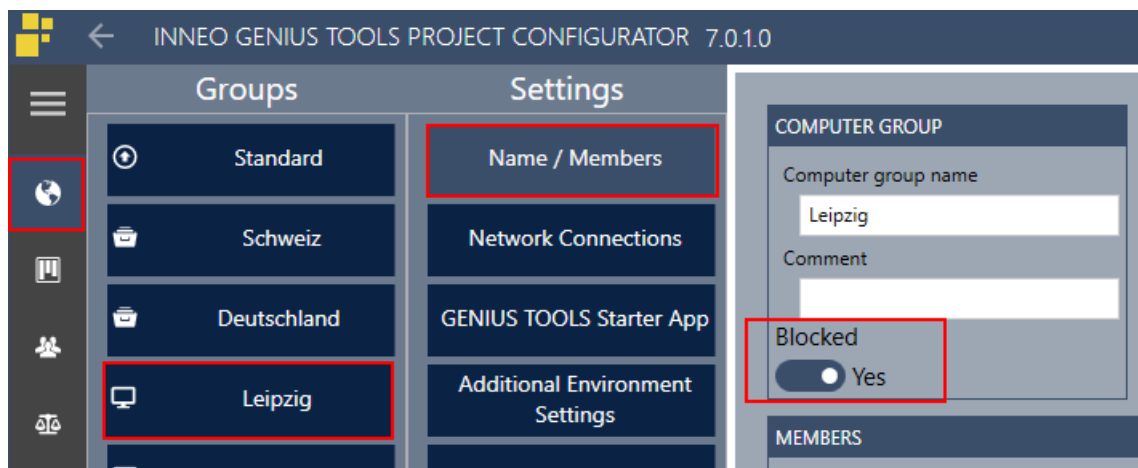 INNEO GENIUS TOOLS PROJECT CONFIGURATOR 7.0.1.0
Groups
Standard
Schweiz
Deutschland
Leipzig
Settings
Name / Members
Network Connections
GENIUS TOOLS Starter App
Additional Environment
Settings
COMPUTER GROUP
Computer group name
Leipzig
Comment
Blocked
Yes
MEMBERS